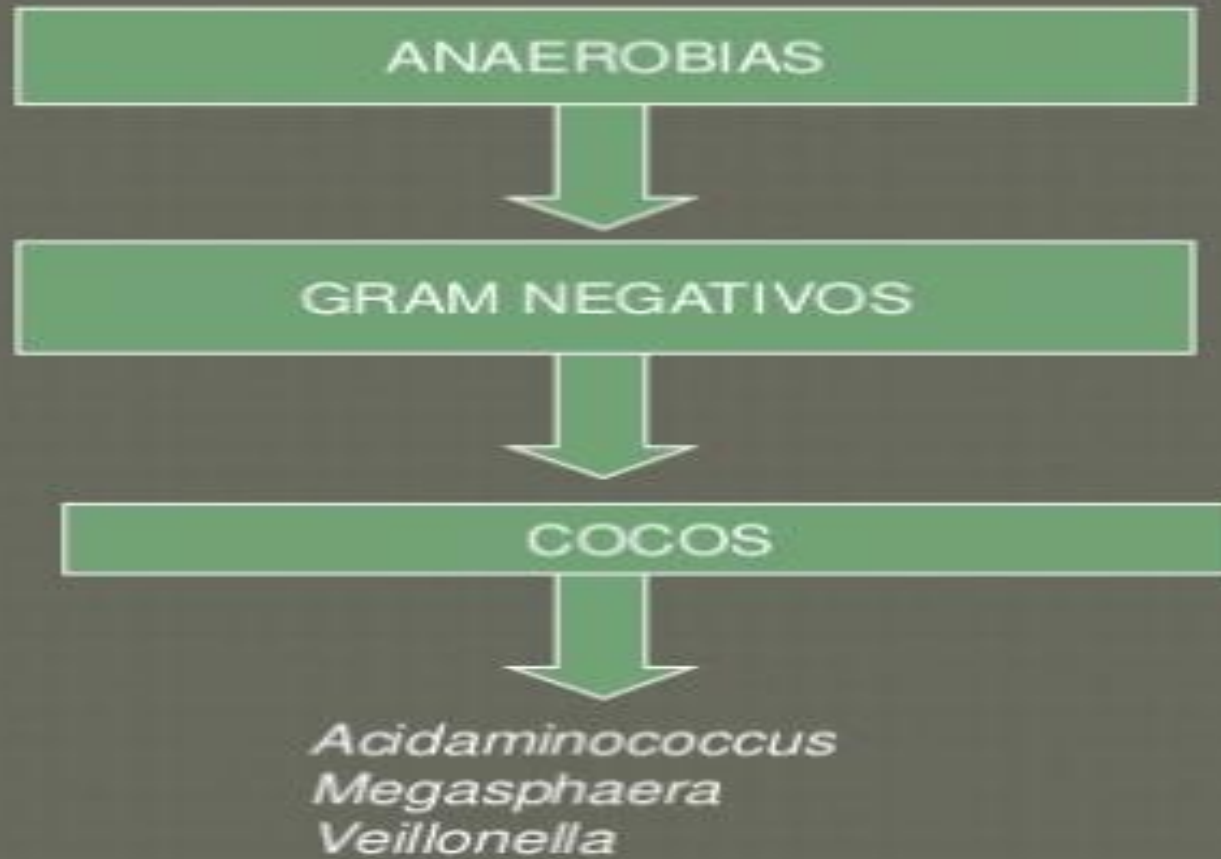 ANAEROBIAS
GRAM NEGATIVOS
COCOS
Acidaminococcus
Megasphaera
Veillonella